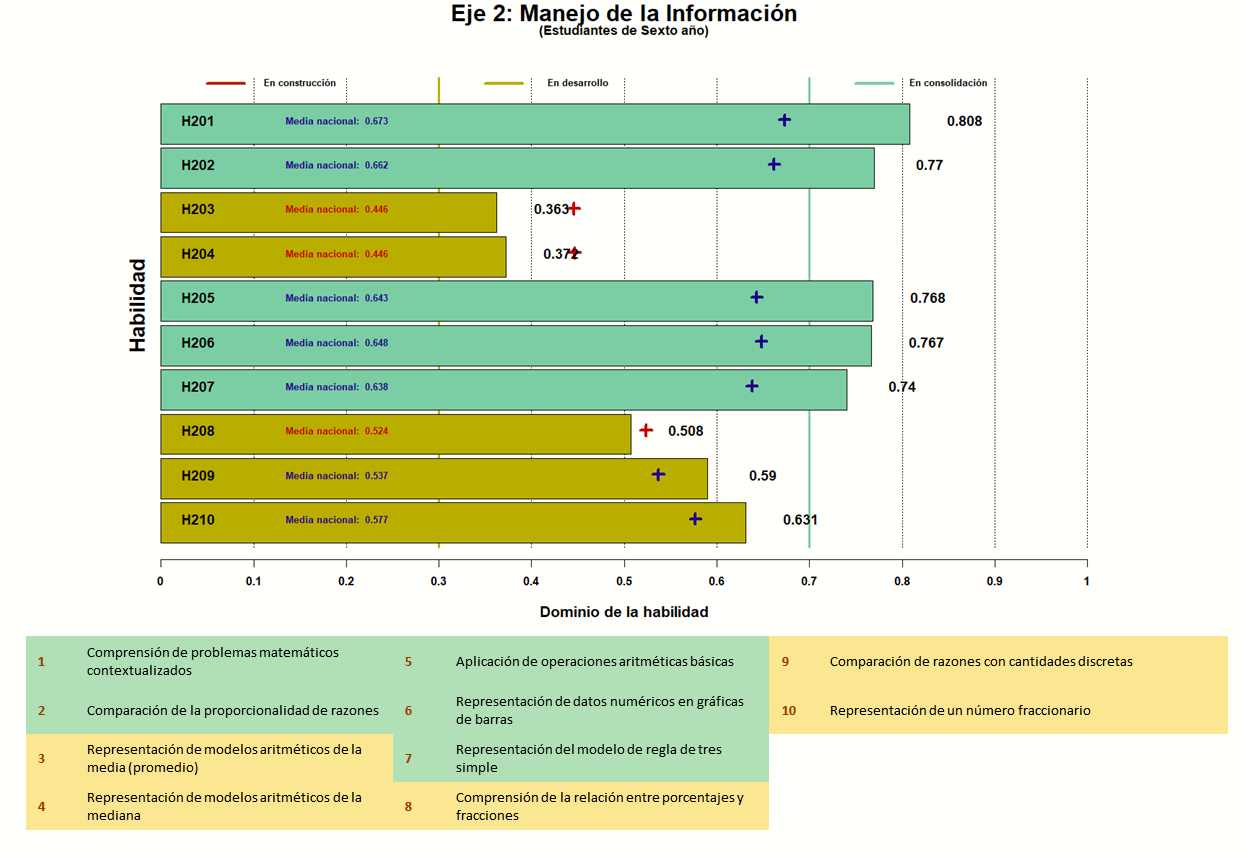 Eje 2: Manejo de la Información
(Estudiantes de Sexto año)
En construcción
En desarrollo
En consolidación
H201 Media nacional: 0.673 0.808
H202 Media nacional: 0.662 0.77
H203 Media nacional: 0.446 0.363
H204 Media nacional: 0.446 0.372
H205 Media nacional: 0.643 0.768
H206 Media nacional: 0.648 0.767
H207 Media nacional: 0.638 0.74
H208 Media nacional: 0.524 0.508
H209 Media nacional: 0.537 0.59
H210 Media nacional: 0.577 0.631
Habilidad
0 0.1 0.2 0.3 0.4 0.5 0.6 0.7 0.8 0.9 1
Dominio de la habilidad
1 Comprensión de problemas matemáticos
contextualizados
2 Comparación de la proporcionalidad de razones
3 Representación de modelos aritméticos de la
media (promedio)
4 Representación de modelos aritméticos de la
mediana
5 Aplicación de operaciones aritméticas básicas
6 Representación de datos numéricos en gráficas
de barras
7 Representación del modelo de regla de tres
simple
8 Comprensión de la relación entre porcentajes y
fracciones
9 Comparación de razones con cantidades discretas
10 Representación de un número fraccionario